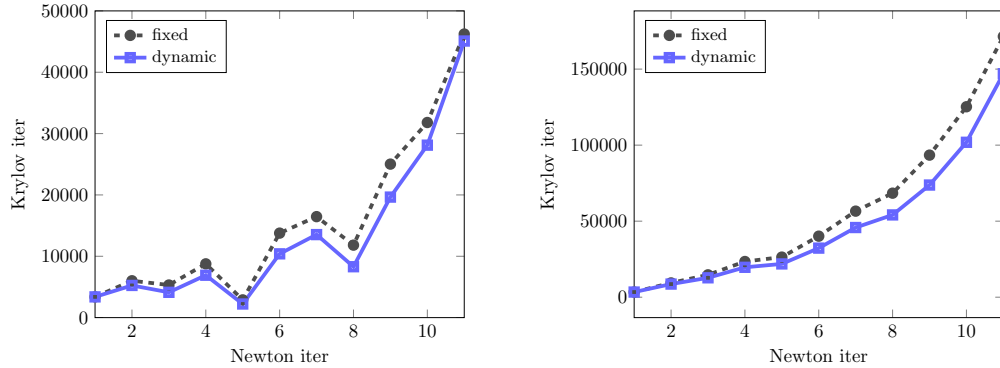 50000
40000
30000
20000
10000
0
Krylov iter
fixed
dynamic
2 4 6 8 10
Newton iter
150000
100000
50000
0
Krylov iter
fixed
dynamic
2 4 6 8 10
Newton iter